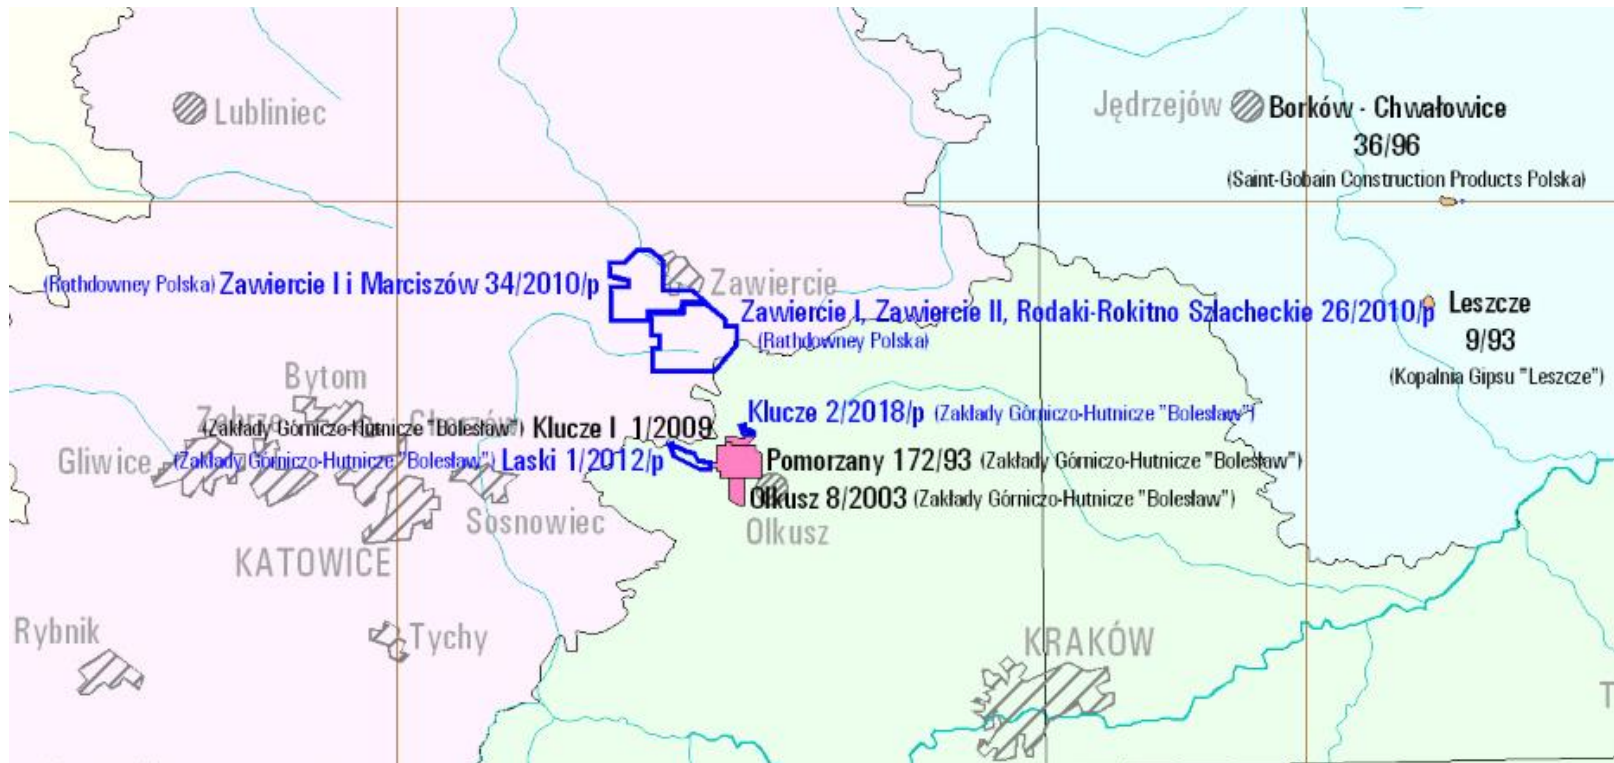 Lubliniec
Jędrzejów
Borków - Chwałowice
36/96
(Saint-Gobain Construction Products Polska)
(Rathdowney Polska) Zawiercie I i Marciszów 34/2010/p
Zawiercie
Zawiercie I, Zawiercie II, Rodaki-Rokitno Szlacheckie 26/2010/p
(Rathdowney Polska)
Leszcze
9/93
(Kopalnia Gipsu "Leszcze")
Bytom
Zabrze
Chorzów
Klucze 2/2018/p (Zakłady Górniczo-Hutnicze "Bolesław")
(Zakłady Górniczo-Hutnicze "Bolesław") Klucze I 1/2009
Gliwice
(Zakłady Górniczo-Hutnicze "Bolesław") Laski 1/2012/p
Pomorzany 172/93 (Zakłady Górniczo-Hutnicze "Bolesław")
Olkusz 8/2003 (Zakłady Górniczo-Hutnicze "Bolesław")
Sosnowiec
Olkusz
KATOWICE
Rybnik
Tychy
KRAKÓW
T